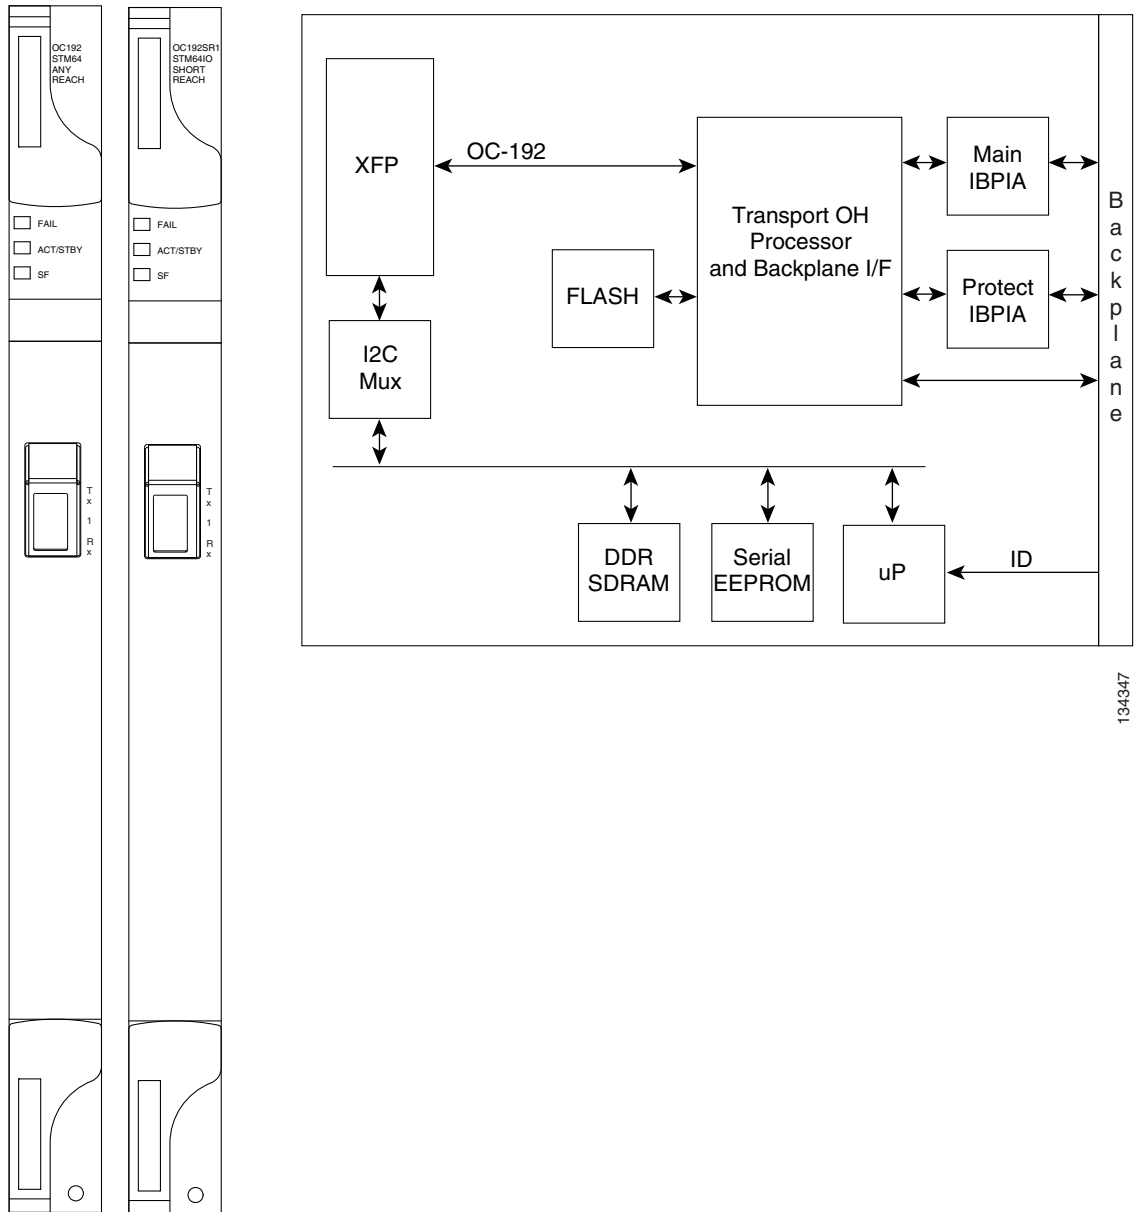 OC192
STM64
ANY
REACH
FAIL
ACT/STBY
SF
Tx
1
Rx
OC192SR1
STM64IO
SHORT
REACH
FAIL
ACT/STBY
SF
Tx
1
Rx
XFP
OC-192
Transport OH
Processor
and Backplane I/F
Main
IBPIA
Protect
IBPIA
FLASH
I2C
Mux
DDR
SDRAM
Serial
EEPROM
uP
ID
Backplane
134347